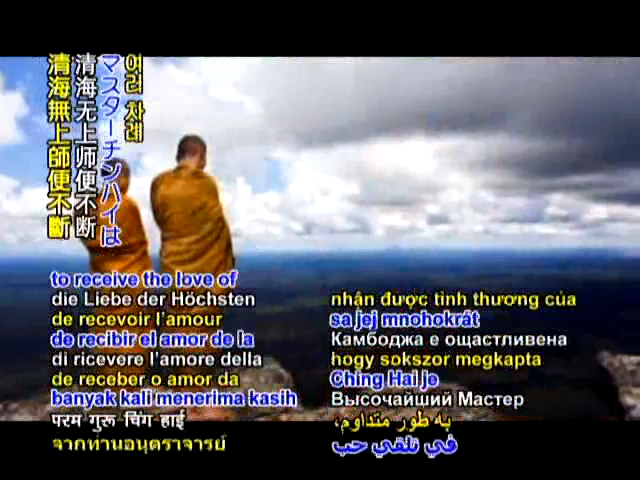 여러 차례
マスターチンハイは
清海无上师便不断
清海無上師便不斷
to receive the love of
die Liebe der Höchsten
de recevoir l'amour
de recibir el amor de la
di ricevere l'amore della
de receber o amor da
banyak kali menerima kasih
परम गुरू चिंग हाई
จากท่านอนุตราจารย์
nhận được tình thương của
sa jej mnohokrát
Камбоджа е ощастливена
hogy sokszor megkapta
Ching Hai je
Высочайший Мастер
به طور متداوم،
في تلقي حب